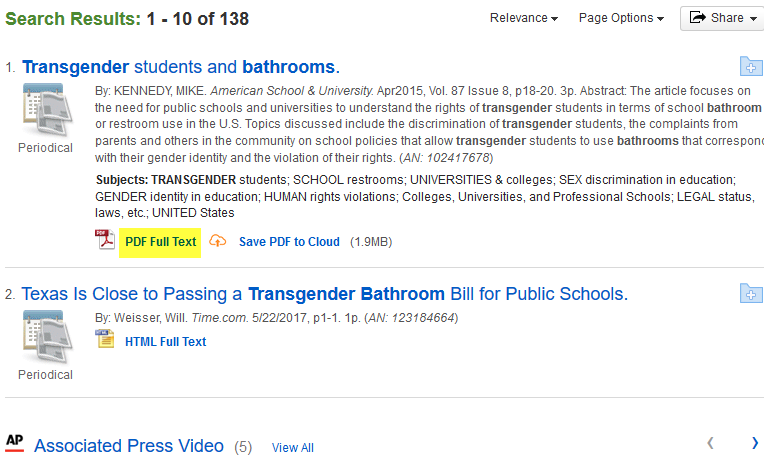 Search Results: 1 - 10 of 138
Relevance
Page Options
Share
1. Transgender students and bathrooms.
By: KENNEDY, MIKE. American School & University. Apr2015, Vol. 87 Issue 8, p18-20. 3p. Abstract: The article focuses on
the need for public schools and universities to understand the rights of transgender students in terms of school bathroom
or restroom use in the U.S. Topics discussed include the discrimination of transgender students, the complaints from
parents and others in the community on school policies that allow transgender students to use bathrooms that correspond
with their gender identity and the violation of their rights. (AN: 102417678)
Periodical
Subjects: TRANSGENDER students; SCHOOL restrooms; UNIVERSITIES & colleges; SEX discrimination in education;
GENDER identity in education; HUMAN rights violations; Colleges, Universities, and Professional Schools; LEGAL status,
laws, etc.; UNITED States
PDF
PDF Full Text
Save PDF to Cloud (1.9MB)
2. Texas Is Close to Passing a Transgender Bathroom Bill for Public Schools.
By: Weisser, Will. Time.com. 5/22/2017, p1-1. 1p. (AN: 123184664)
HTML Full Text
Periodical
AP Associated Press Video (5) View All